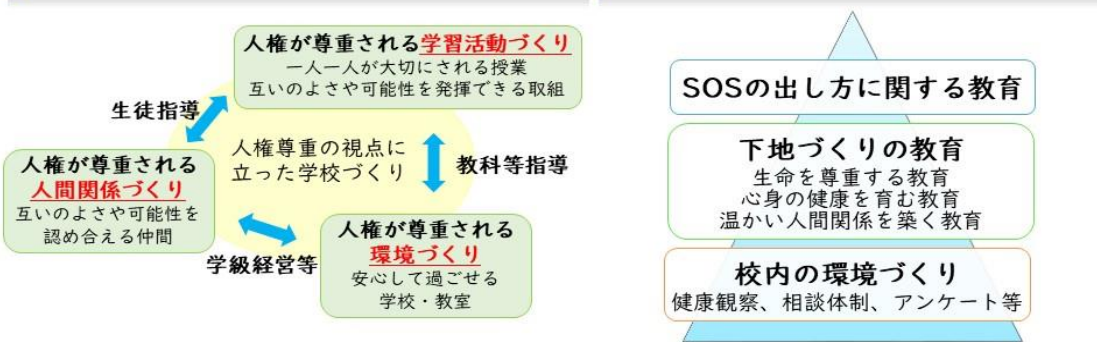 人権が尊重される学習活動づくり
一人一人が大切にされる授業
互いのよさや可能性を発揮できる取組
生徒指導
人権尊重の視点に
立った学校づくり
教科等指導
人権が尊重される
人間関係づくり
互いのよさや可能性を
認め合える仲間
学級経営等
人権が尊重される
環境づくり
安心して過ごせる
学校・教室
SOSの出し方に関する教育
下地づくりの教育
生命を尊重する教育
心身の健康を育む教育
温かい人間関係を築く教育
校内の環境づくり
健康観察、相談体制、アンケート等